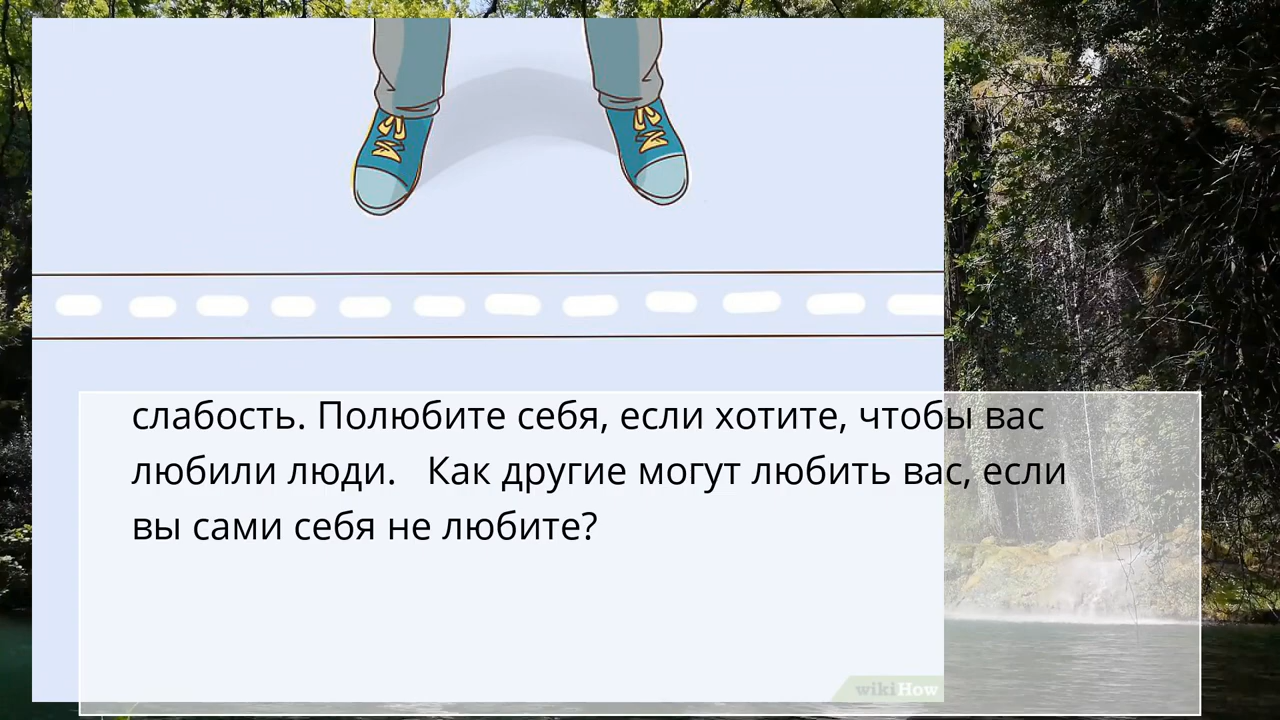 слабость. Полюбите себя, если хотите, чтобы вас
любили люди.   Как другие могут любить вас, если
вы сами себя не любите?
wikiHow